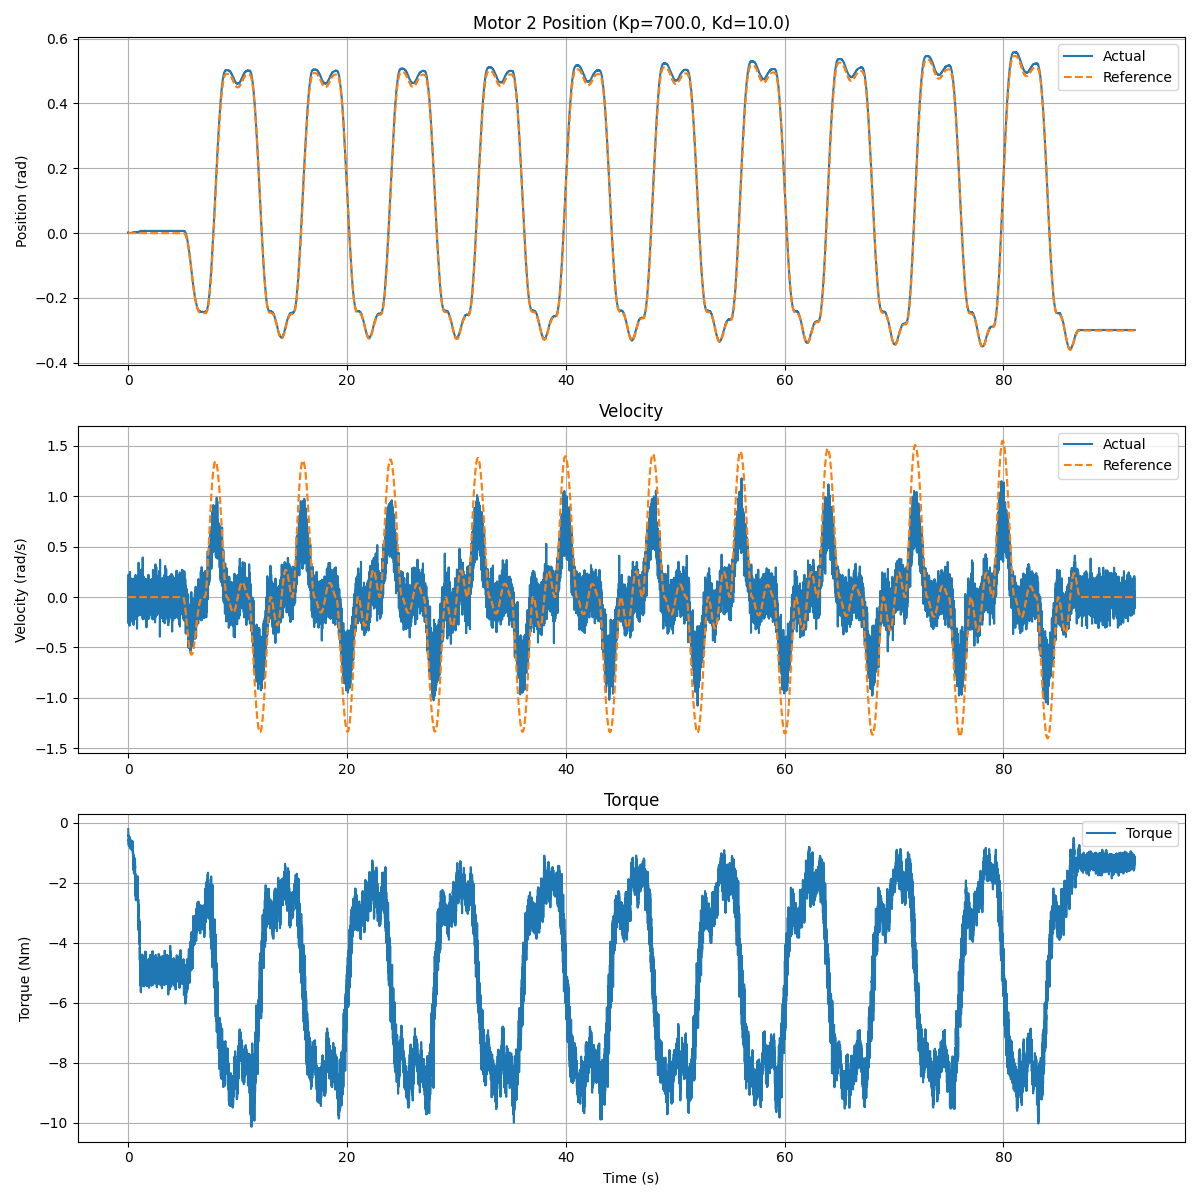 Motor 2 Position (Kp=700.0, Kd=10.0)
0.6
0.4
0.2
0.0
−0.2
−0.4
Position (rad)
Actual
Reference
0
20
40
60
80
Velocity
1.5
1.0
0.5
0.0
−0.5
−1.0
−1.5
Velocity (rad/s)
Actual
Reference
0
20
40
60
80
Torque
0
−2
−4
−6
−8
−10
Torque (Nm)
Torque
0
20
40
60
80
Time (s)